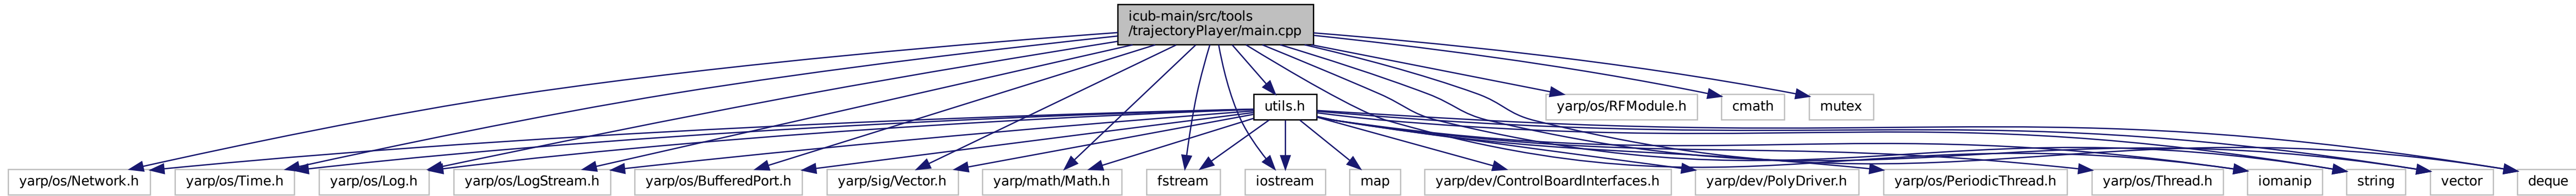 icub-main/src/tools
/trajectoryPlayer/main.cpp
utils.h
yarp/os/RFModule.h
cmath
mutex
yarp/os/Network.h
yarp/os/Time.h
yarp/os/Log.h
yarp/os/LogStream.h
yarp/os/BufferedPort.h
yarp/sig/Vector.h
yarp/math/Math.h
fstream
iostream
map
yarp/dev/ControlBoardInterfaces.h
yarp/dev/PolyDriver.h
yarp/os/PeriodicThread.h
yarp/os/Thread.h
iomanip
string
vector
deque